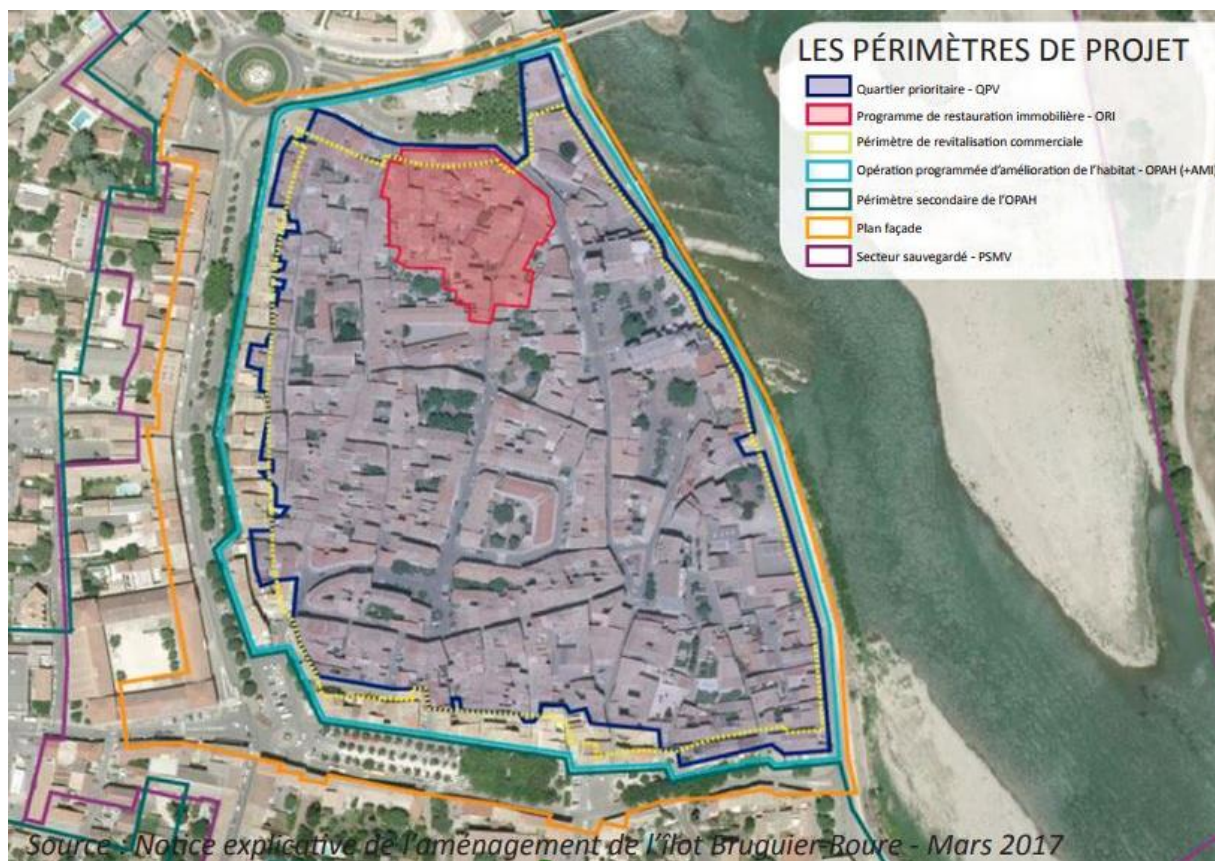 LES PÉRIMÈTRES DE PROJET
Quartier prioritaire - QPV
Programme de restauration immobilière - ORI
Périmètre de revitalisation commerciale
Opération programmée d'amélioration de l'habitat - OPAH (+AMI)
Périmètre secondaire de l'OPAH
Plan façade
Secteur sauvegardé - PSMV
Source : Notice explicative de l'aménagement de l'îlot Bruguier-Roure - Mars 2017